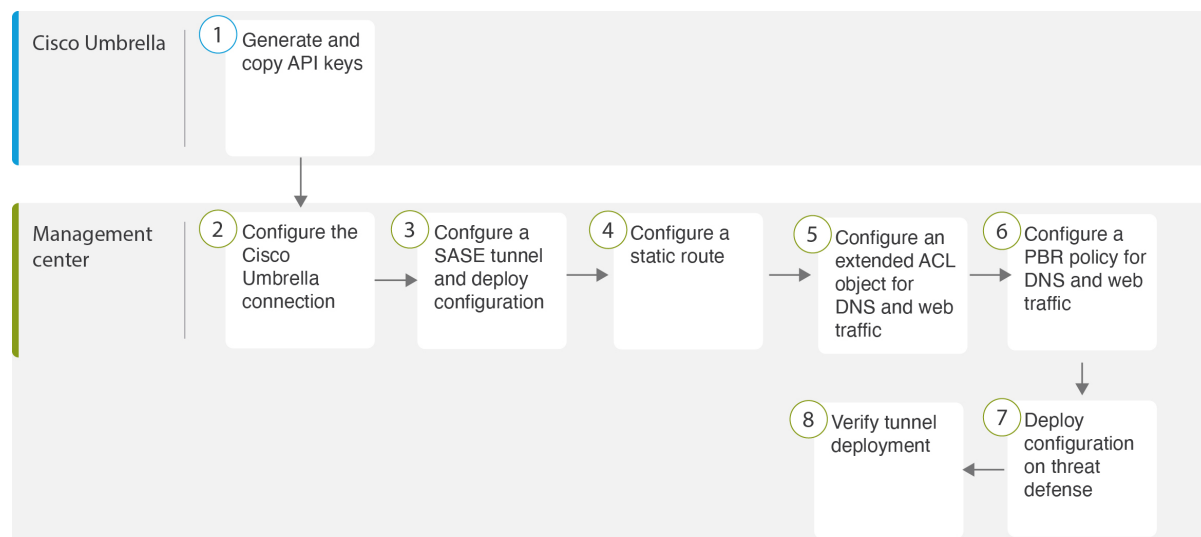 Cisco Umbrella
1
Generate and
copy API keys
Management
center
2
Configure the
Cisco
Umbrella
connection
3
Confgure a
SASE tunnel
and deploy
configuration
4
Configure a
static route
5
Configure an
extended ACL
object for
DNS and web
traffic
6
Configure a
PBR policy for
DNS and web
traffic
7
Deploy
configuration
on threat
defense
8
Verify tunnel
deployment